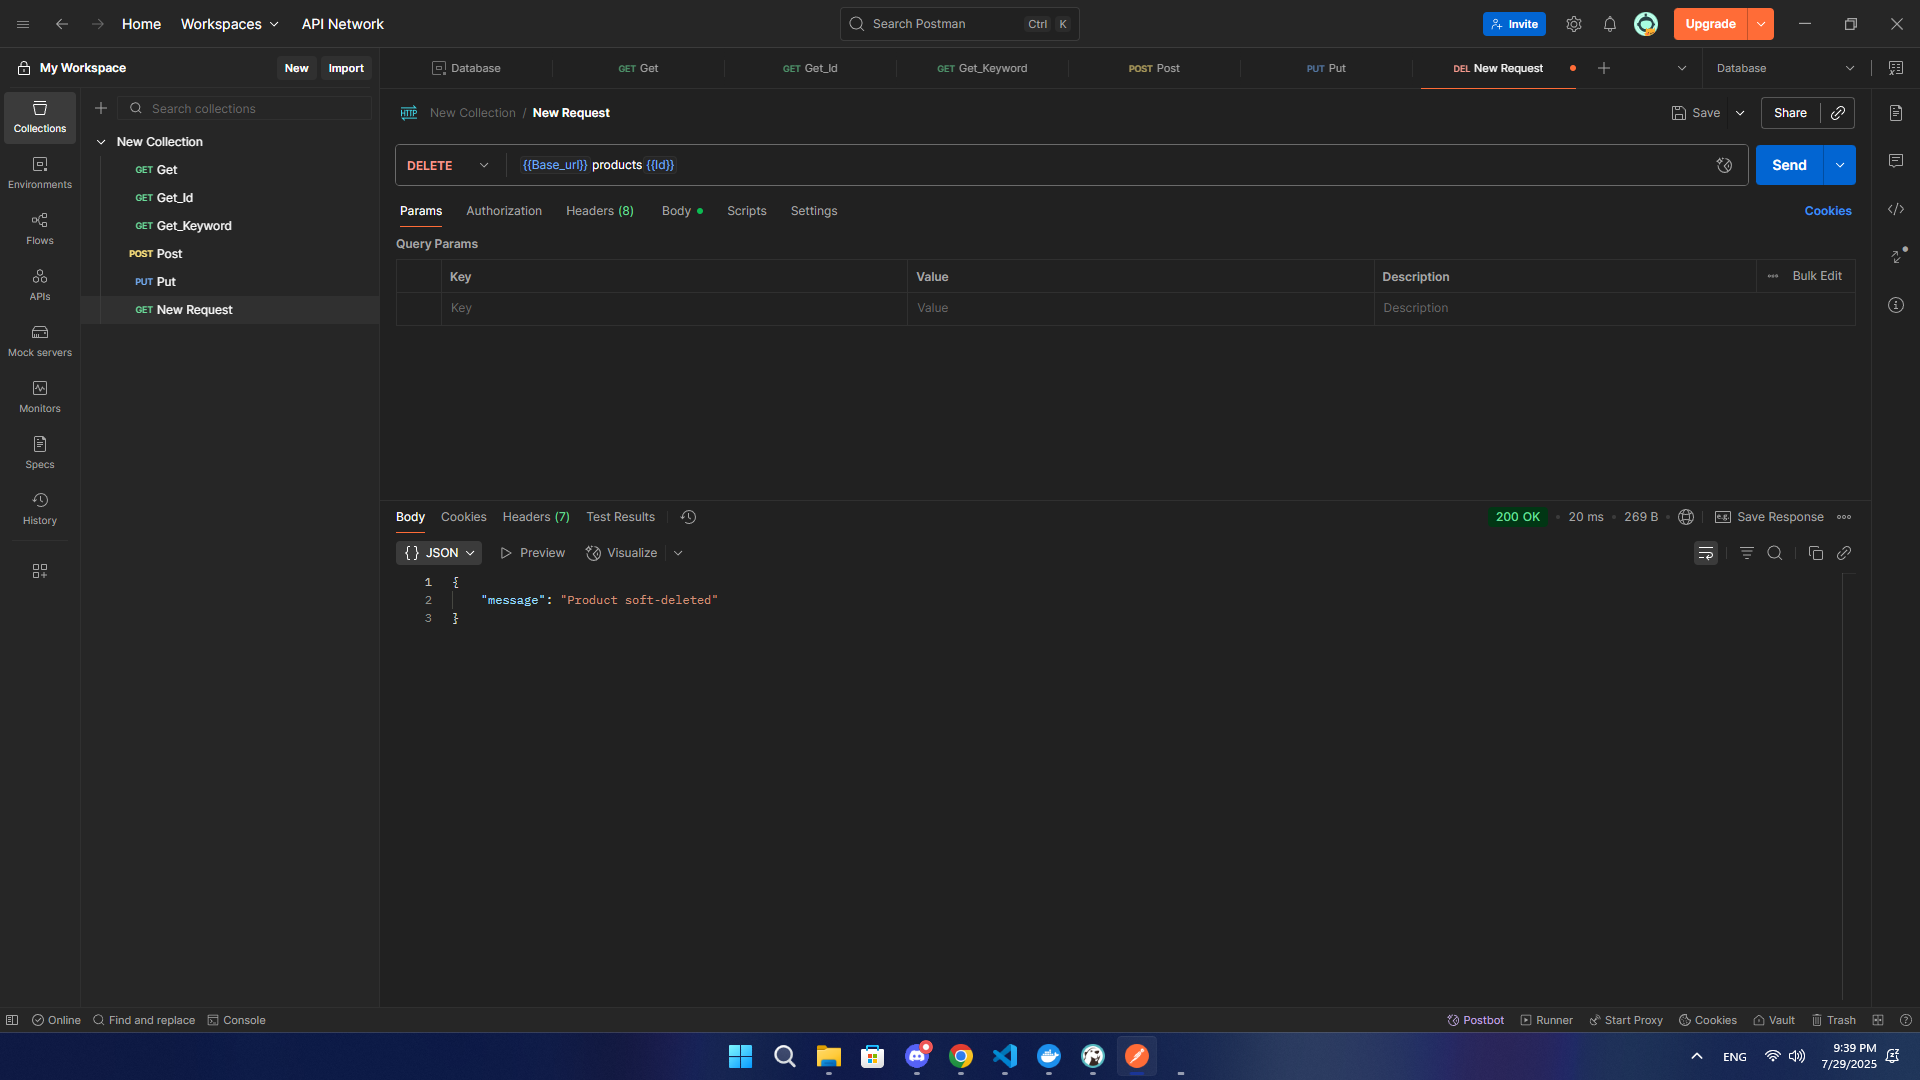 Home
Workspaces
API Network
Search Postman
Ctrl K
Invite
Upgrade
My Workspace
New
Import
Database
GET Get
GET Get_Id
GET Get_Keyword
POST Post
PUT Put
DEL New Request
Database
Search collections
Collections
Environments
Flows
APIs
Mock servers
Monitors
Specs
History
New Collection
GET Get
GET Get_Id
GET Get_Keyword
POST Post
PUT Put
GET New Request
HTTP New Collection / New Request
Save
Share
DELETE
{{Base_url}} products {{Id}}
Send
Params
Authorization
Headers (8)
Body
Scripts
Settings
Cookies
Query Params
Key Value Description Bulk Edit
Key Value Description
Body
Cookies
Headers (7)
Test Results
200 OK
20 ms
269 B
e.g. Save Response
{} JSON
Preview
Visualize
1 {
2 "message": "Product soft-deleted"
3 }
Online
Find and replace
Console
Postbot
Runner
Start Proxy
Cookies
Vault
Trash
ENG
9:39 PM
7/29/2025